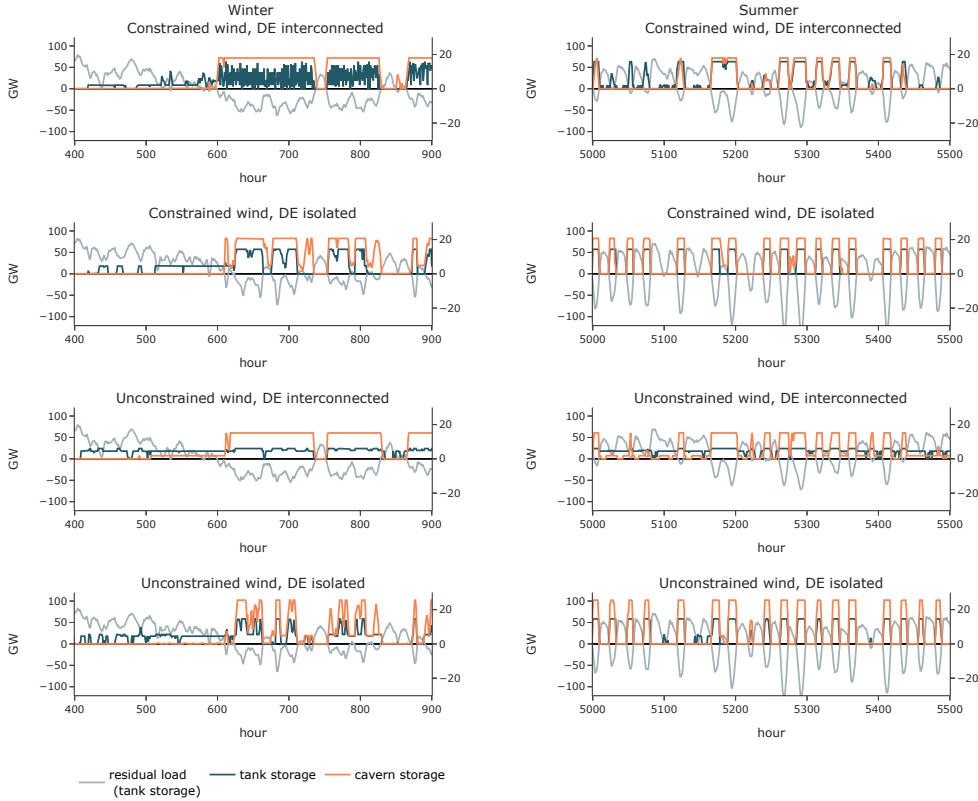 Winter
Summer
Constrained wind, DE interconnected
Constrained wind, DE interconnected
GW
100
50
0
−50
−100
20
0
−20
400 500 600 700 800 900
hour
GW
100
50
0
−50
−100
20
0
−20
5000 5100 5200 5300 5400 5500
hour
Constrained wind, DE isolated
Constrained wind, DE isolated
GW
100
50
0
−50
−100
20
0
−20
400 500 600 700 800 900
hour
GW
100
50
0
−50
−100
20
0
−20
5000 5100 5200 5300 5400 5500
hour
Unconstrained wind, DE interconnected
Unconstrained wind, DE interconnected
GW
100
50
0
−50
−100
20
0
−20
400 500 600 700 800 900
hour
GW
100
50
0
−50
−100
20
0
−20
5000 5100 5200 5300 5400 5500
hour
Unconstrained wind, DE isolated
Unconstrained wind, DE isolated
GW
100
50
0
−50
−100
20
0
−20
400 500 600 700 800 900
hour
GW
100
50
0
−50
−100
20
0
−20
5000 5100 5200 5300 5400 5500
hour
residual load
(tank storage)
tank storage
cavern storage